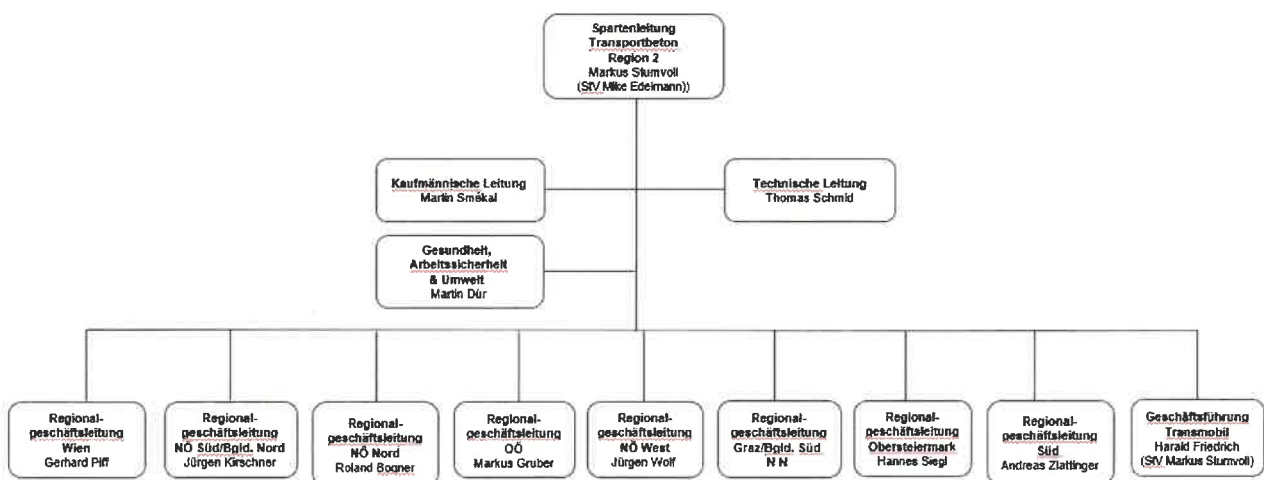 Spartenleitung
Transportbeton
Region 2
Markus Stumvoll
(StV Mike Edelmann))
Kaufmännische Leitung
Martin Smékal
Technische Leitung
Thomas Schmid
Gesundheit,
Arbeitssicherheit
& Umwelt
Martin Dür
Regional-
geschäftsleitung
Wien
Gerhard Piff
Regional-
geschäftsleitung
NÖ Süd/Bgld. Nord
Jürgen Kirschner
Regional-
geschäftsleitung
NÖ Nord
Roland Bogner
Regional-
geschäftsleitung
OÖ
Markus Gruber
Regional-
geschäftsleitung
NÖ West
Jürgen Wolf
Regional-
geschäftsleitung
Graz/Bgld. Süd
N N
Regional-
geschäftsleitung
Obersteiermark
Hannes Siegl
Regional-
geschäftsleitung
Süd
Andreas Zlattinger
Geschäftsführung
Transmobil
Harald Friedrich
(StV Markus Stumvoll)